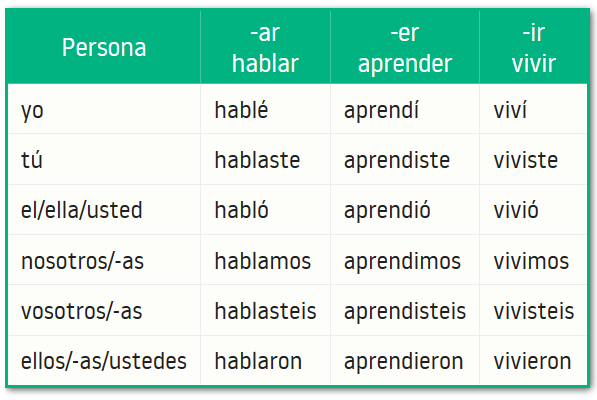 Persona -ar -er -ir
hablar aprender vivir
yo hablé aprendí viví
tú hablaste aprendiste viviste
el/ella/usted habló aprendió vivió
nosotros/-as hablamos aprendimos vivimos
vosotros/-as hablasteis aprendisteis vivisteis
ellos/-as/ustedes hablaron aprendieron vivieron